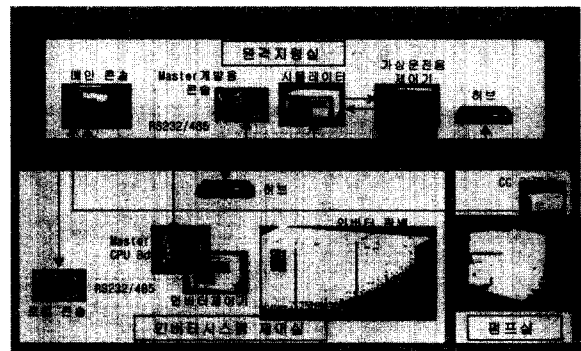 원격지령실
메인 콘솔
Master개발용
콘솔
시뮬레이터
가상운전용
제어기
허브
RS232/485
허브
CC
Master
CPU Bd
인버터 판넬
RS232/485
인버터제어기
콘솔
인버터시스템
펌프실